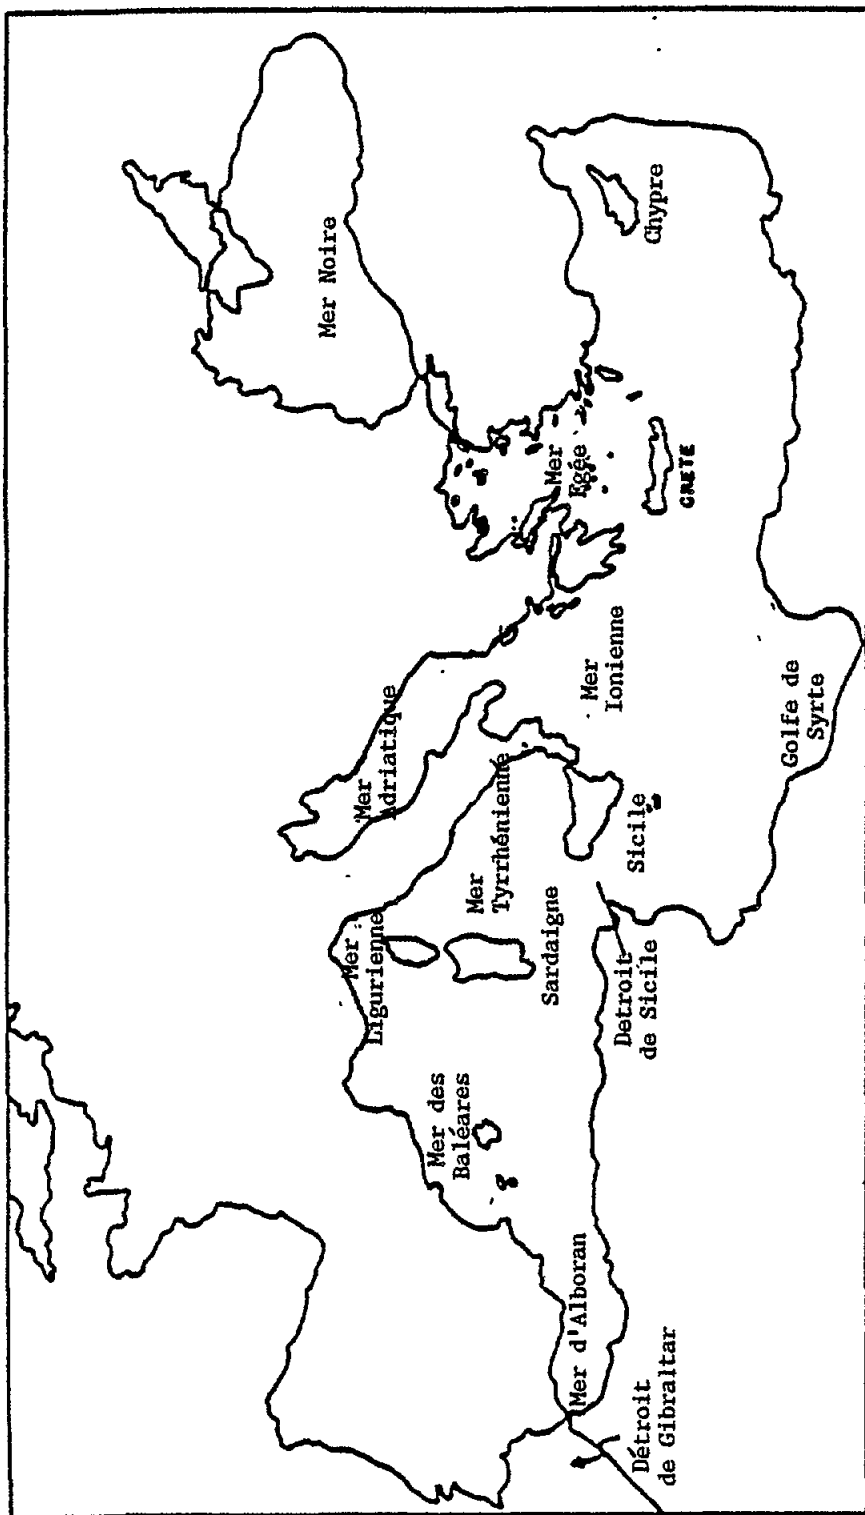 Mer Noire
Chypre
Mer
Egée
CRETE
Mer
Adriatique
Mer
Ionienne
Golfe de
Syrte
Mer
Tyrrhénienne
Sicile
Mer
Ligurienne
Sardaigne
Detroit
de Sicile
Mer des
Baléares
Mer d'Alboran
Détroit
de Gibraltar